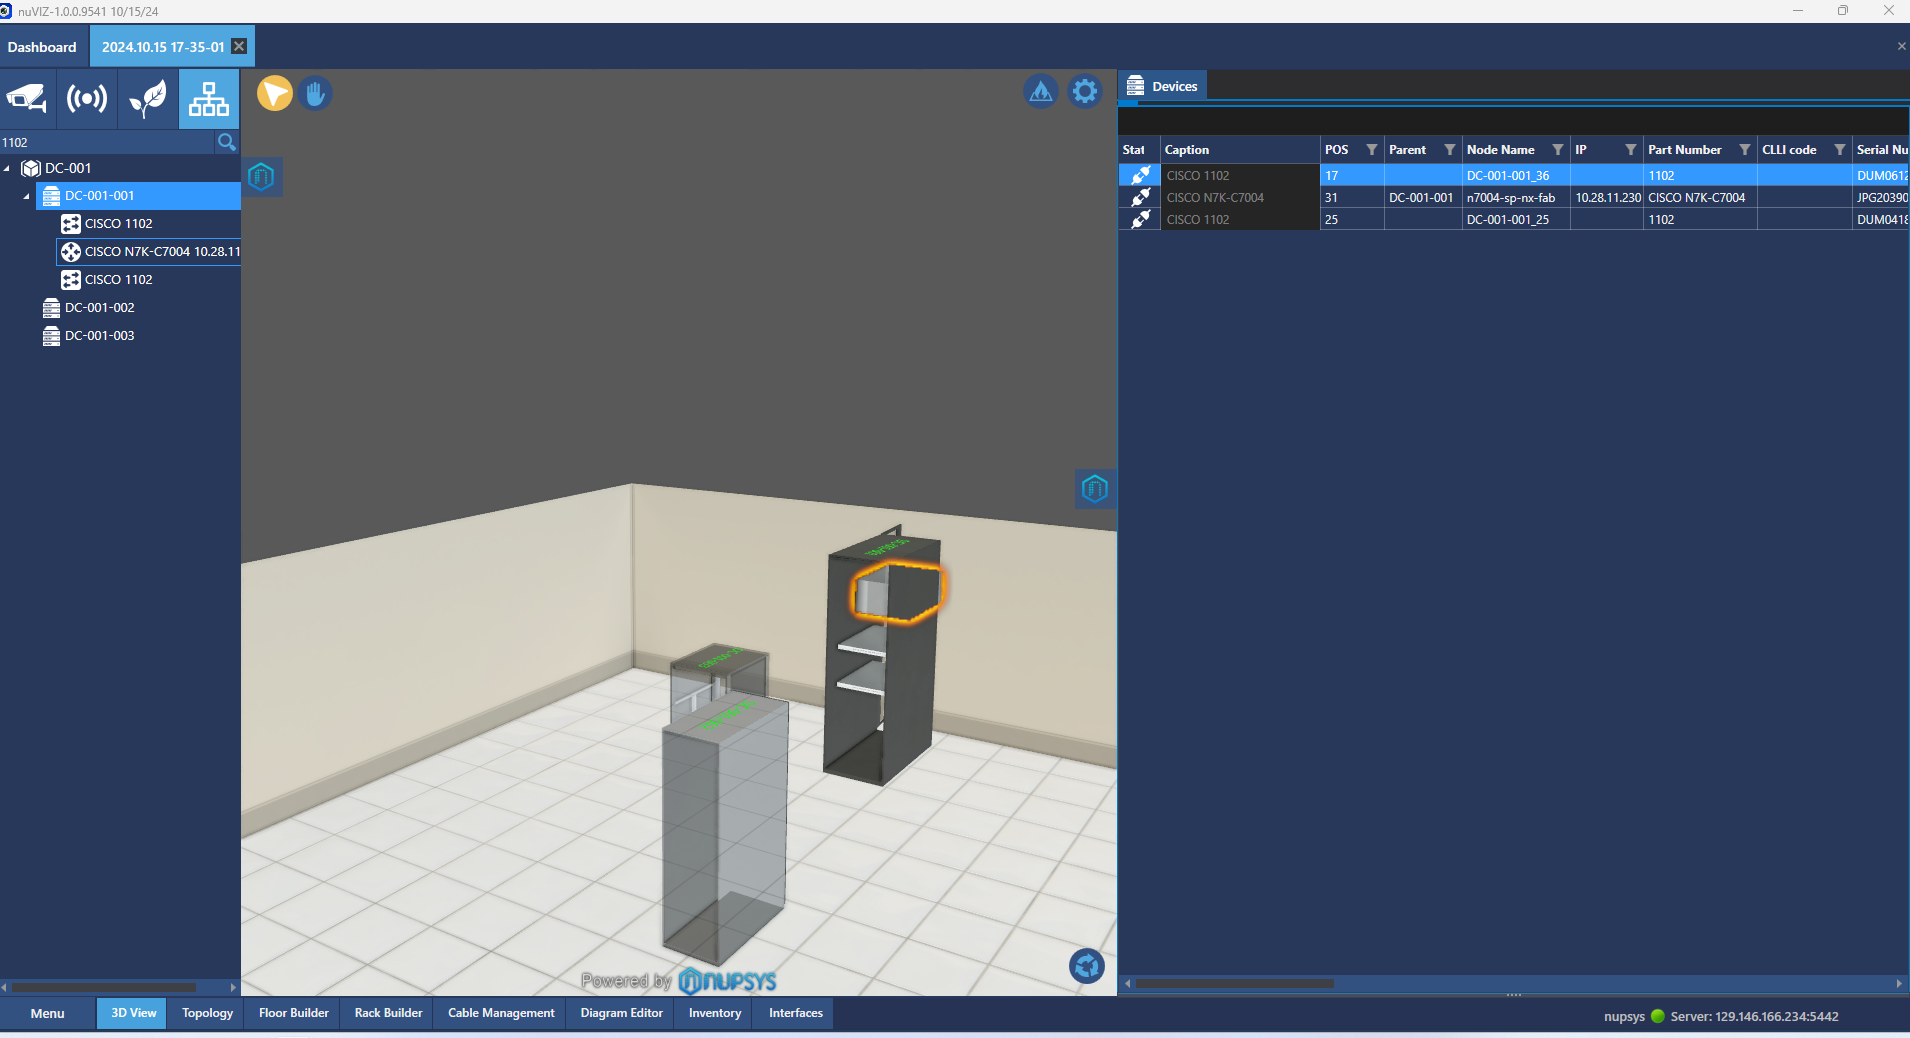 nuVIZ-1.0.0.9541 10/15/24
Dashboard
2024.10.15 17-35-01
1102
DC-001
DC-001-001
CISCO 1102
CISCO N7K-C7004 10.28.11
CISCO 1102
DC-001-002
DC-001-003
Powered by nupsys
Devices
Stat Caption POS Parent Node Name IP Part Number CLLI code Serial Nu
CISCO 1102 17 DC-001-001_36 1102 DUM0612
CISCO N7K-C7004 31 DC-001-001 n7004-sp-nx-fab 10.28.11.230 CISCO N7K-C7004 JPG20390
CISCO 1102 25 DC-001-001_25 1102 DUM0418
Menu 3D View Topology Floor Builder Rack Builder Cable Management Diagram Editor Inventory Interfaces
nupsys Server: 129.146.166.234:5442